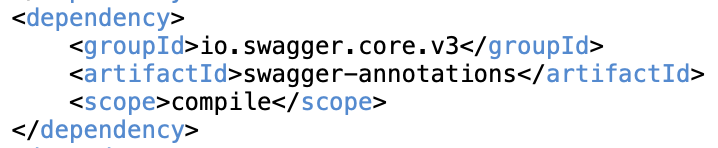 <dependency>
<groupId>io.swagger.core.v3</groupId>
<artifactId>swagger-annotations</artifactId>
<scope>compile</scope>
</dependency>